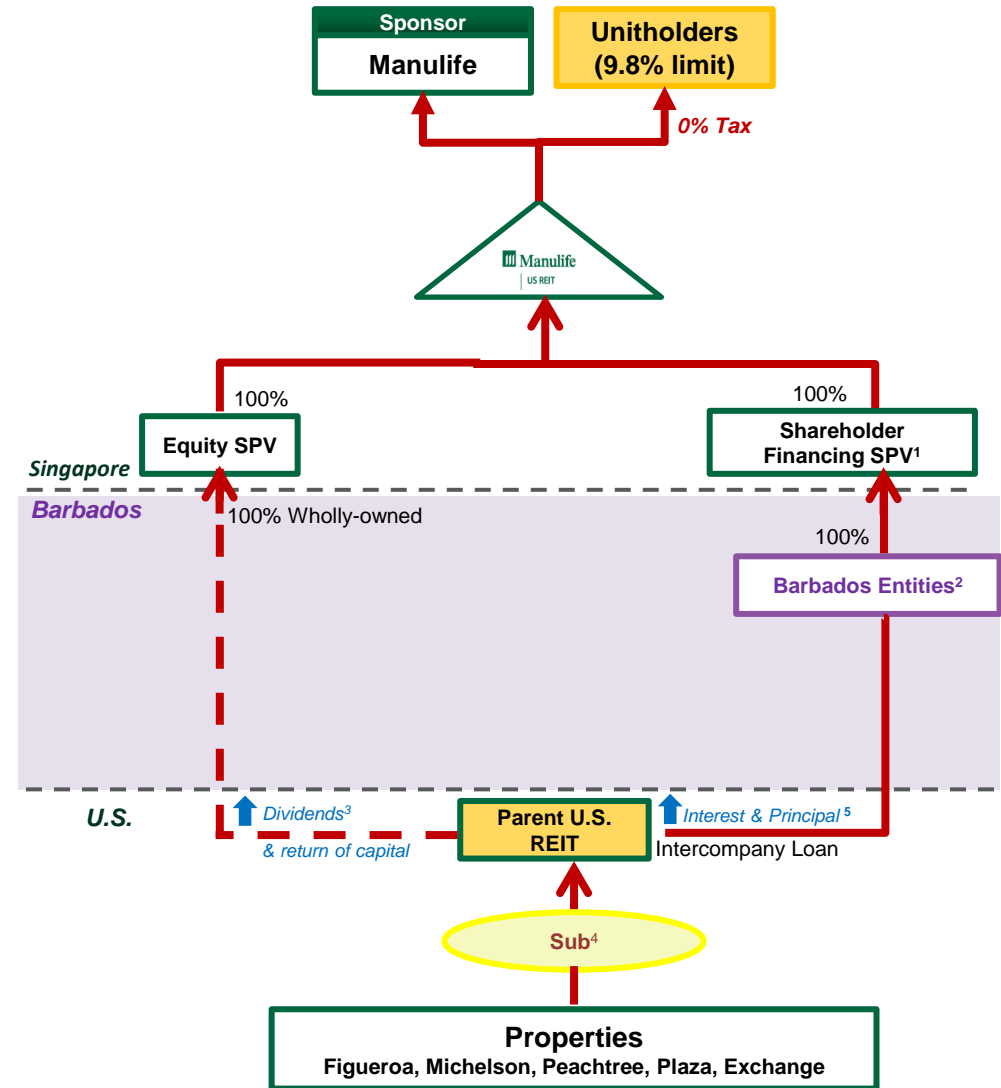 Sponsor
Manulife
Unitholders
(9.8% limit)
0% Tax
Manulife
US REIT
100%
100%
Equity SPV
Shareholder
Financing SPV¹
Singapore
Barbados
100% Wholly-owned
100%
Barbados Entities²
U.S.
Dividends³
& return of capital
Parent U.S.
REIT
Interest & Principal ⁵
Intercompany Loan
Sub⁴
Properties
Figueroa, Michelson, Peachtree, Plaza, Exchange